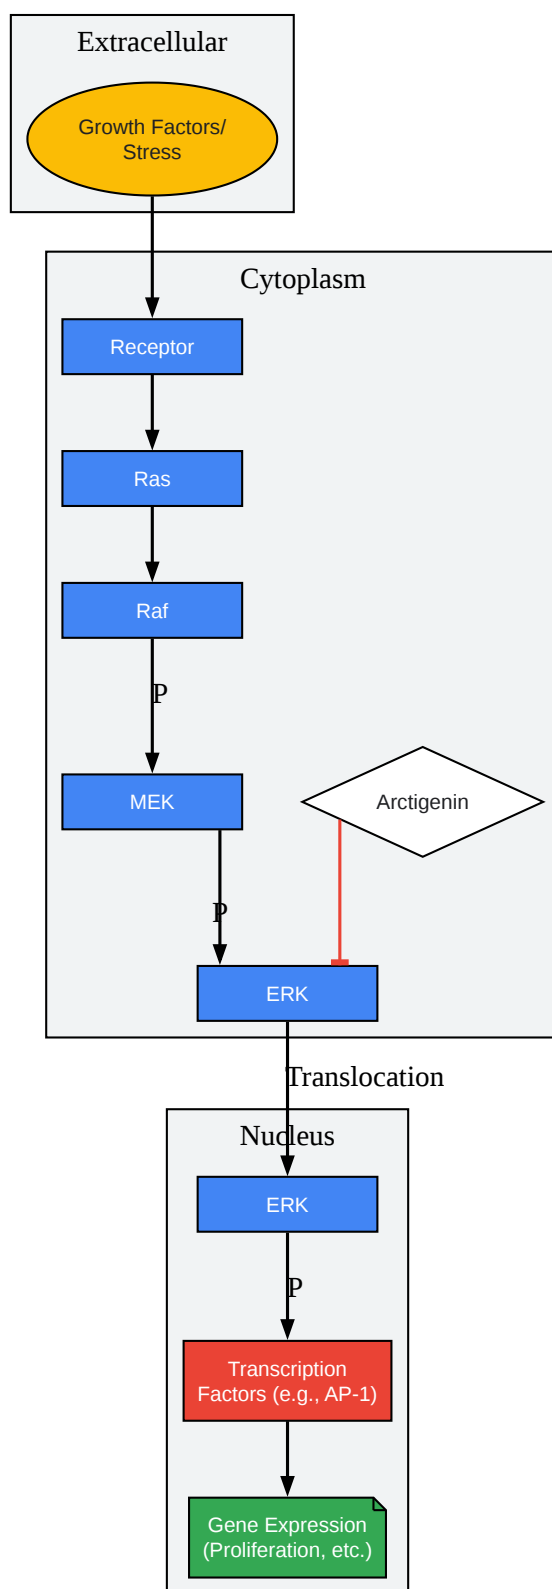 Extracellular
Growth Factors/
Stress
Cytoplasm
Receptor
Ras
Raf
P
MEK
Arctigenin
P
ERK
Translocation
Nucleus
ERK
P
Transcription
Factors (e.g., AP-1)
Gene Expression
(Proliferation, etc.)